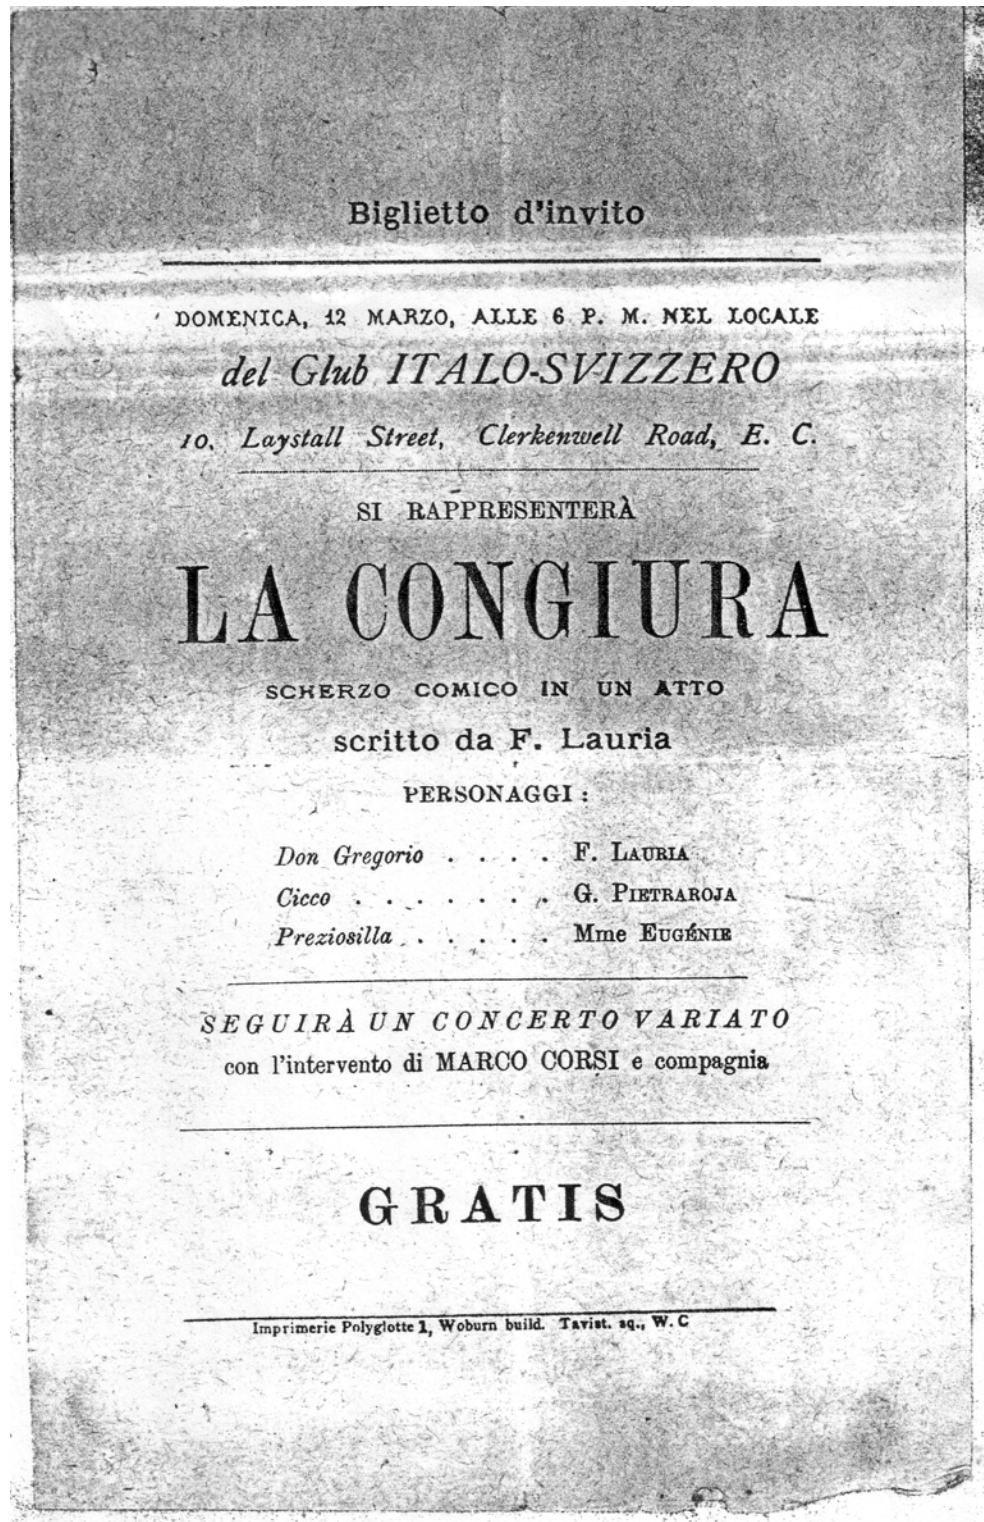 Biglietto d'invito
DOMENICA, 12 MARZO, ALLE 6 P. M. NEL LOCALE
del Glub ITALO-SVIZZERO
10, Laystall Street, Clerkenwell Road, E. C.
SI RAPPRESENTERÀ
LA CONGIURA
SCHERZO COMICO IN UN ATTO
scritto da F. Lauria
PERSONAGGI :
Don Gregorio . . . . F. LAURIA
Cicco . . . . . . . G. PIETRAROJA
Preziosilla . . . . . Mme EUGÉNIE
SEGUIRÀ UN CONCERTO VARIATO
con l'intervento di MARCO CORSI e compagnia
GRATIS
Imprimerie Polyglotte 1, Woburn build. Tavist. sq., W. C